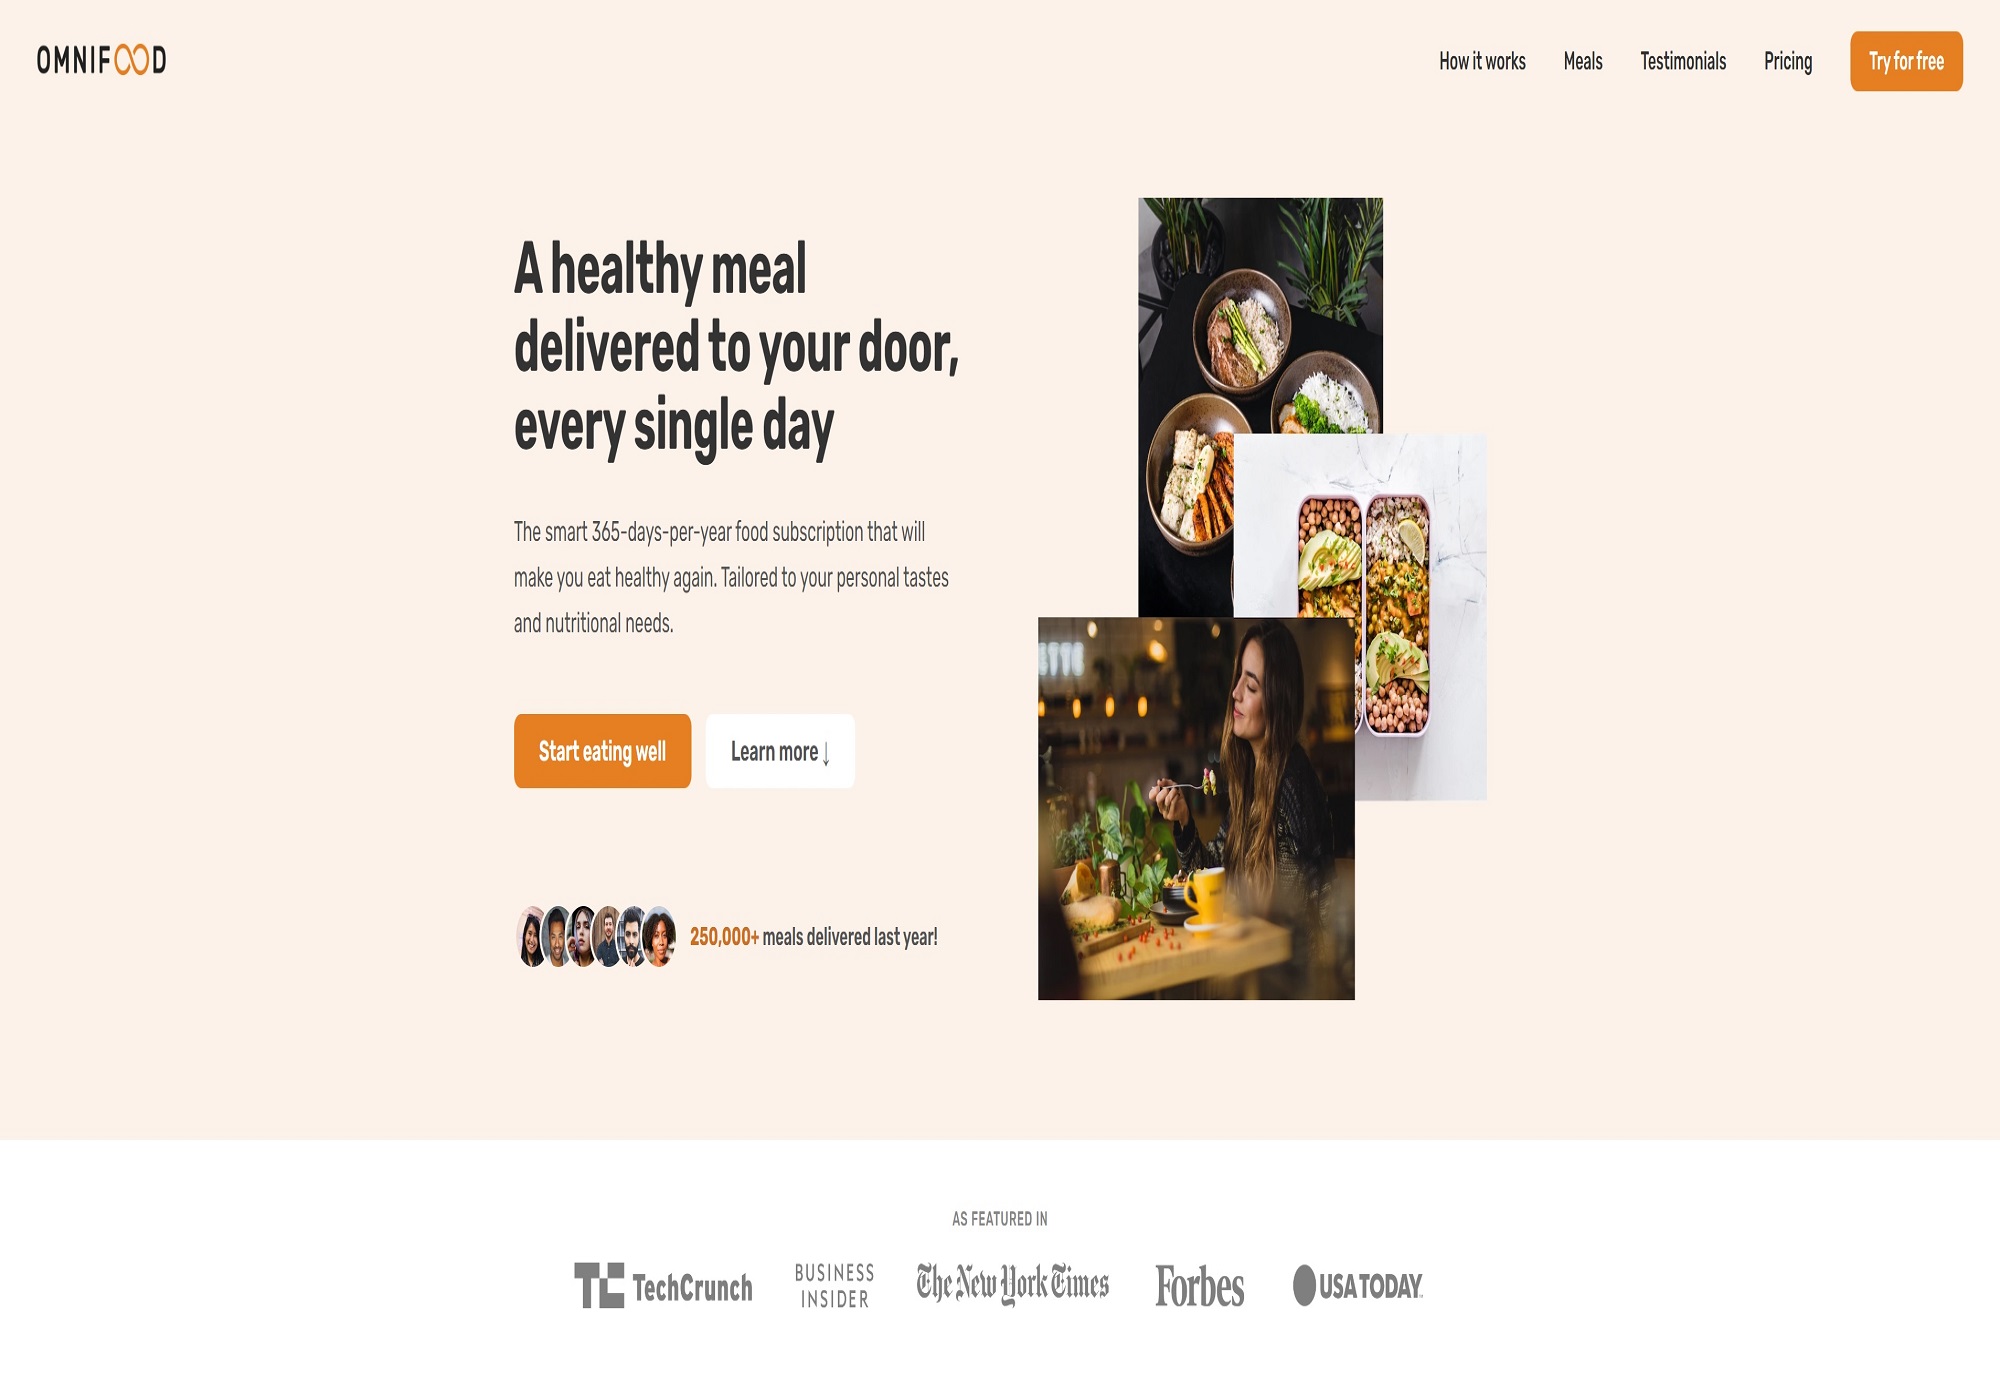 OMNIFOOD
How it works
Meals
Testimonials
Pricing
Try for free
A healthy meal
delivered to your door,
every single day
The smart 365-days-per-year food subscription that will
make you eat healthy again. Tailored to your personal tastes
and nutritional needs.
Start eating well
Learn more ↓
250,000+ meals delivered last year!
AS FEATURED IN
TechCrunch
BUSINESS
INSIDER
The New York Times
Forbes
USA TODAY